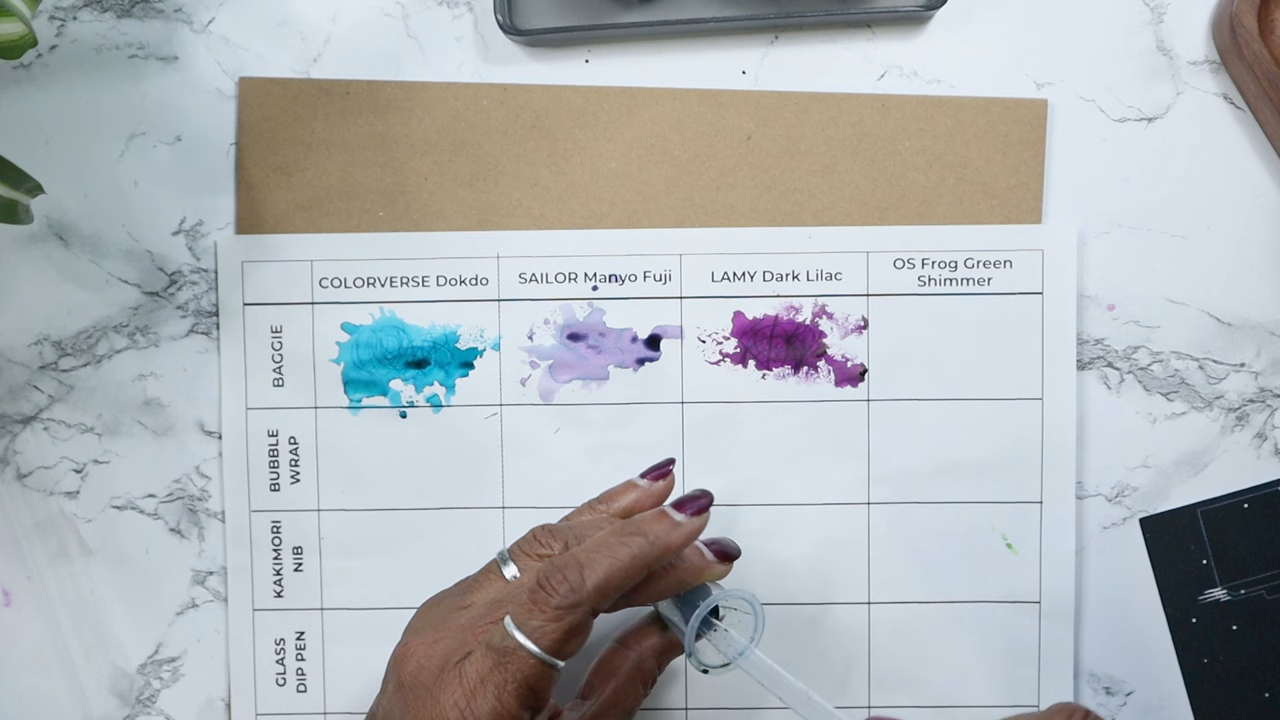 COLORVERSE Dokdo
SAILOR Manyo Fuji
LAMY Dark Lilac
OS Frog Green
Shimmer
BAGGIE
BUBBLE
WRAP
KAKIMORI
NIB
GLASS
DIP PEN